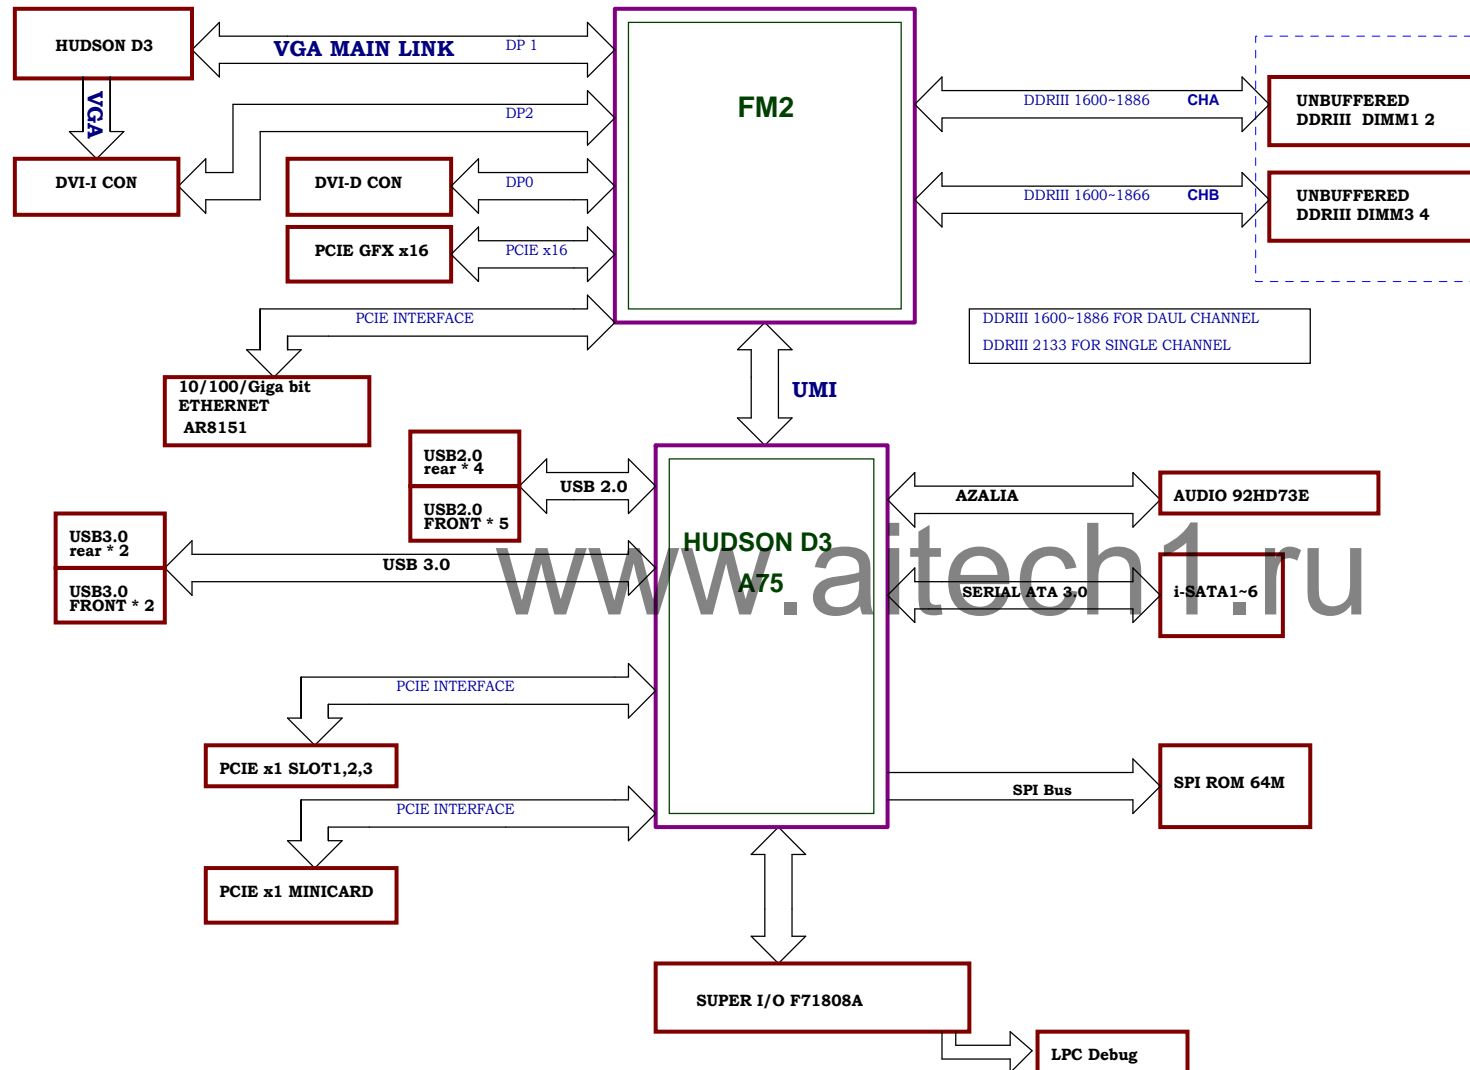 HUDSON D3
VGA MAIN LINK
DP 1
VGA
DP2
FM2
DDRIII 1600~1886 CHA
UNBUFFERED
DDRIII DIMM1 2
DVI-I CON
DVI-D CON
DP0
DDRIII 1600~1866 CHB
UNBUFFERED
DDRIII DIMM3 4
PCIE GFX x16
PCIE x16
PCIE INTERFACE
DDRIII 1600~1886 FOR DAUL CHANNEL
DDRIII 2133 FOR SINGLE CHANNEL
10/100/Giga bit
ETHERNET
AR8151
UMI
USB2.0
rear * 4
USB2.0
FRONT * 5
USB 2.0
AZALIA
AUDIO 92HD73E
USB3.0
rear * 2
USB3.0
FRONT * 2
USB 3.0
HUDSON D3
A75
www.aitech1.ru
SERIAL ATA 3.0
i-SATA1~6
PCIE INTERFACE
PCIE x1 SLOT1,2,3
SPI Bus
SPI ROM 64M
PCIE INTERFACE
PCIE x1 MINICARD
SUPER I/O F71808A
LPC Debug